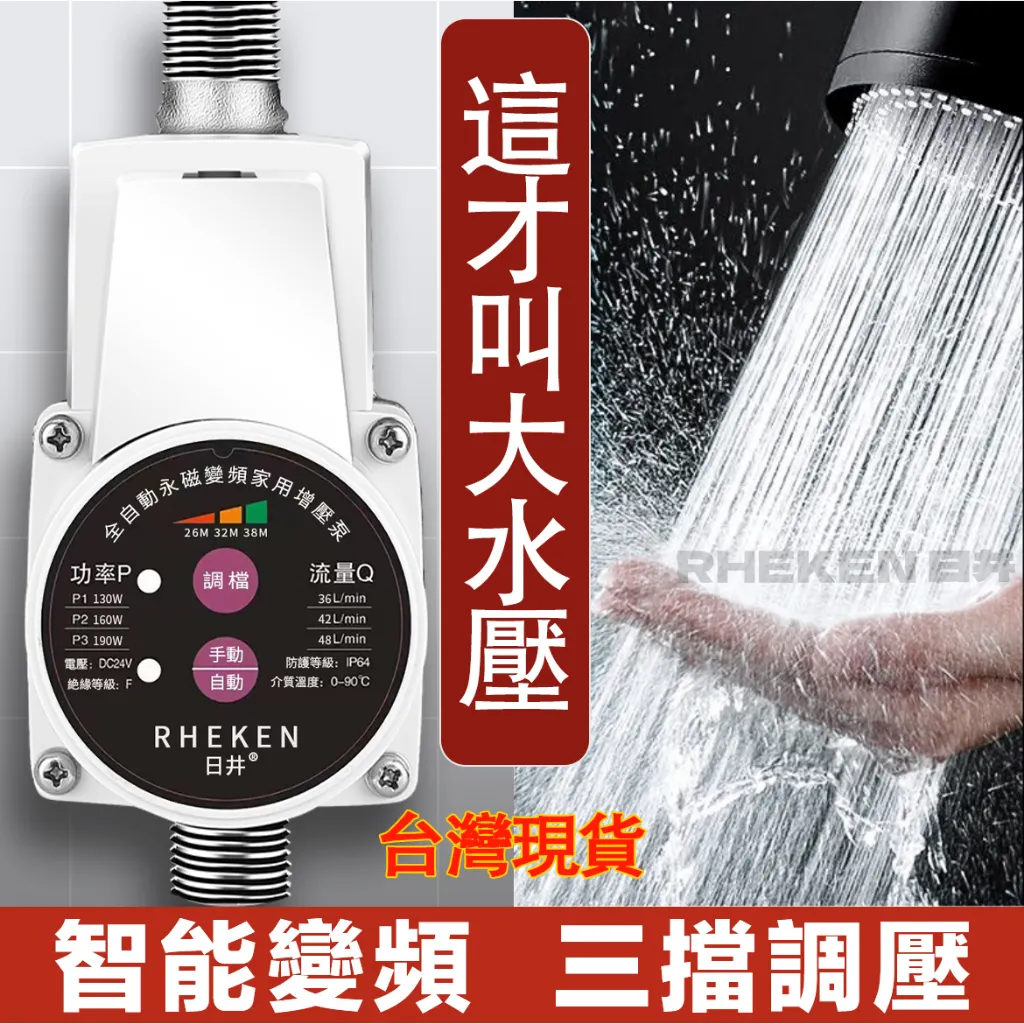 這才叫大水壓
全自動永磁變頻家用增壓泵
26M 32M 38M
功率P
調檔
流量Q
P1 130W
36L/min
P2 160W
42L/min
P3 190W
48L/min
手動
自動
電壓：DC24V
防護等級：IP64
絶緣等級：F
介質溫度：0-90℃
RHEKEN
日井®
RHEKEN 日井
台灣現貨
智能變頻 三擋調壓